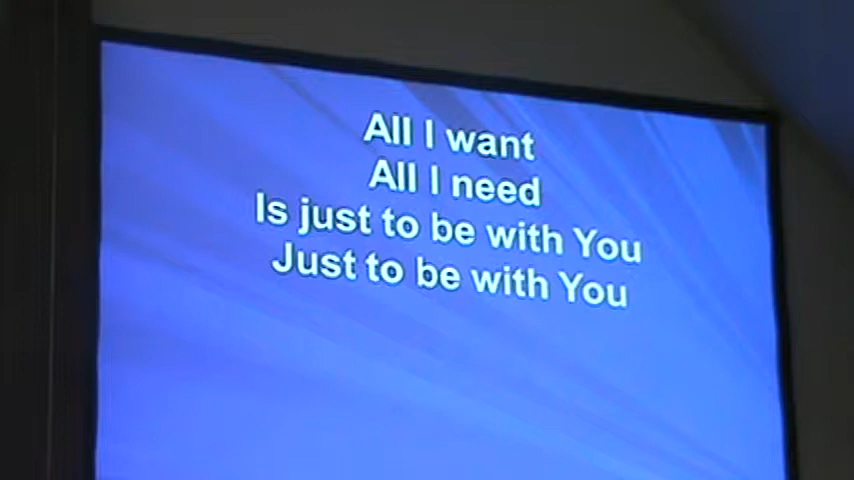 All I want
All I need
Is just to be with You
Just to be with You